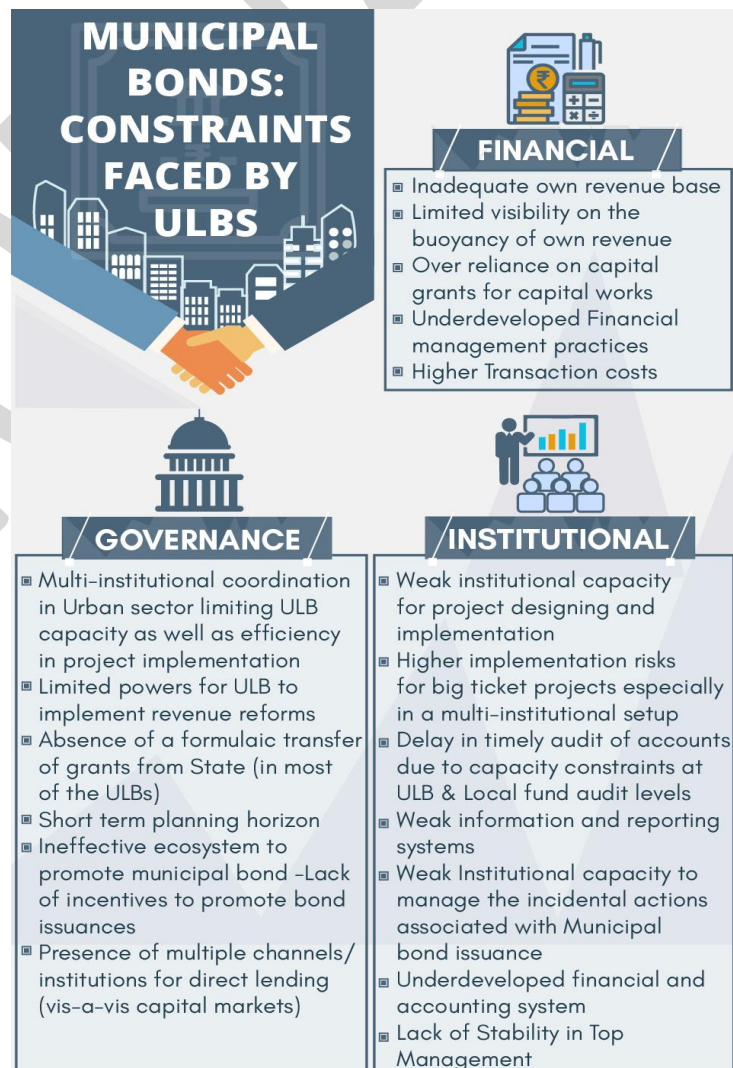 MUNICIPAL
BONDS:
CONSTRAINTS
FACED BY
ULBS
FINANCIAL
Inadequate own revenue base
Limited visibility on the
buoyancy of own revenue
Over reliance on capital
grants for capital works
Underdeveloped Financial
management practices
Higher Transaction costs
GOVERNANCE
Multi-institutional coordination
in Urban sector limiting ULB
capacity as well as efficiency
in project implementation
Limited powers for ULB to
implement revenue reforms
Absence of a formulaic transfer
of grants from State (in most
of the ULBs)
Short term planning horizon
Ineffective ecosystem to
promote municipal bond -Lack
of incentives to promote bond
issuances
Presence of multiple channels/
institutions for direct lending
(vis-a-vis capital markets)
INSTITUTIONAL
Weak institutional capacity
for project designing and
implementation
Higher implementation risks
for big ticket projects especially
in a multi-institutional setup
Delay in timely audit of accounts
due to capacity constraints at
ULB & Local fund audit levels
Weak information and reporting
systems
Weak Institutional capacity to
manage the incidental actions
associated with Municipal
bond issuance
Underdeveloped financial and
accounting system
Lack of Stability in Top
Management